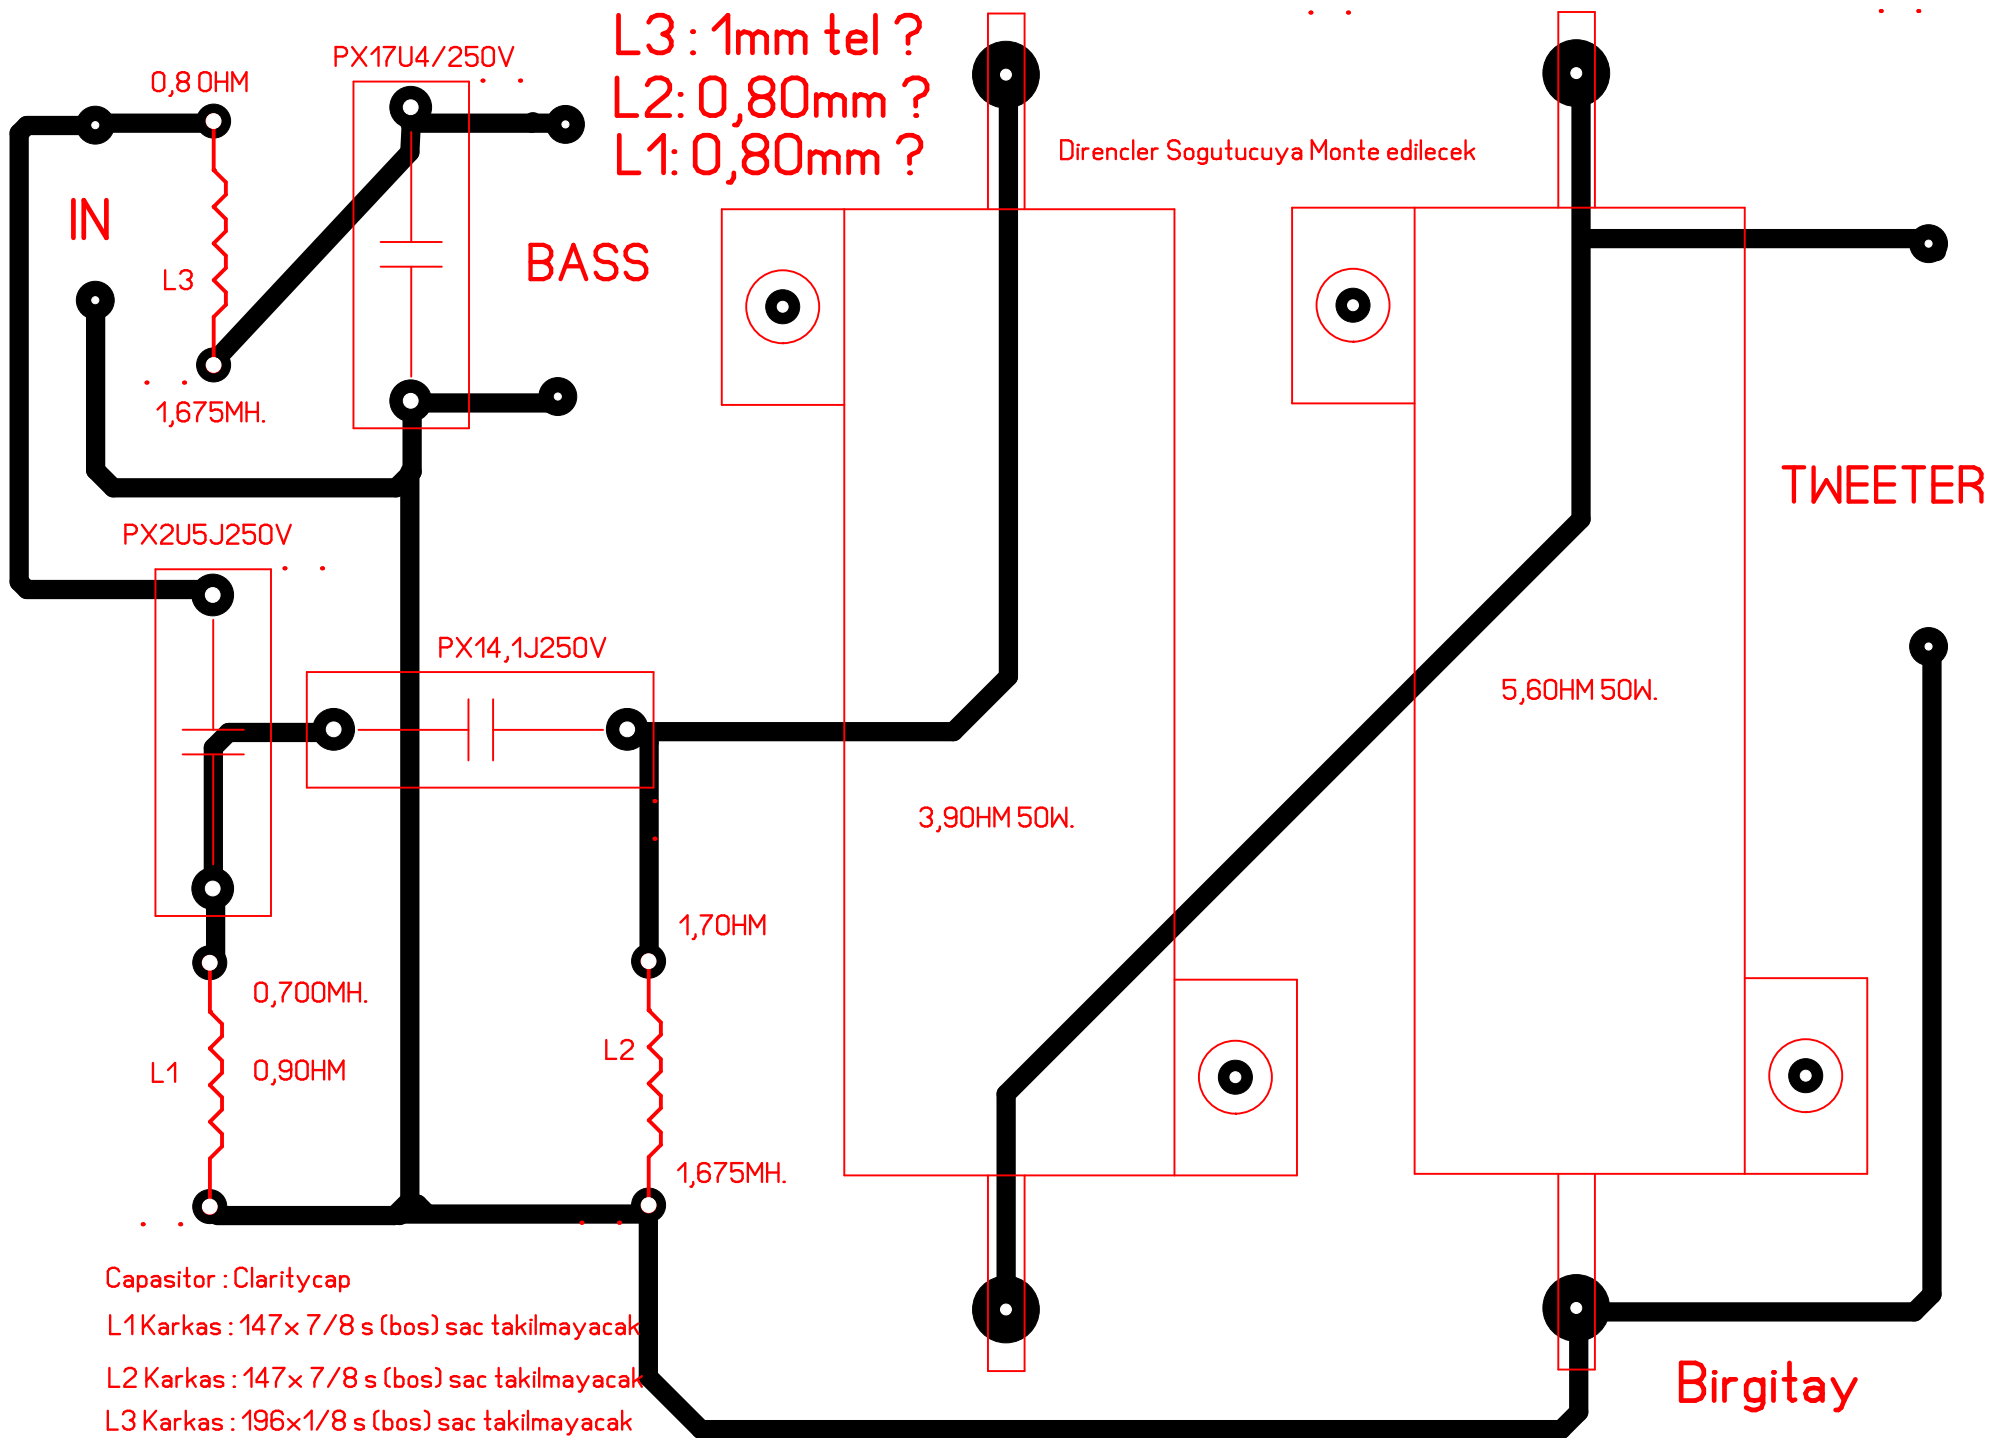 L3 : 1mm tel ?
PX17U4/250V
0,8 OHM
L2: 0,80mm ?
L1: 0,80mm ?
Direncler Sogutucuya Monte edilecek
IN
BASS
L3
1,675MH.
TWEETER
PX2U5J250V
PX14,1J250V
5,6OHM 50W.
3,9OHM 50W.
1,7OHM
0,700MH.
L2
L1
0,9OHM
1,675MH.
Capasitor : Claritycap
L1 Karkas : 147x 7/8 s (bos) sac takilmayacak
L2 Karkas : 147x 7/8 s (bos) sac takilmayacak
Birgitay
L3 Karkas : 196x1/8 s (bos) sac takilmayacak